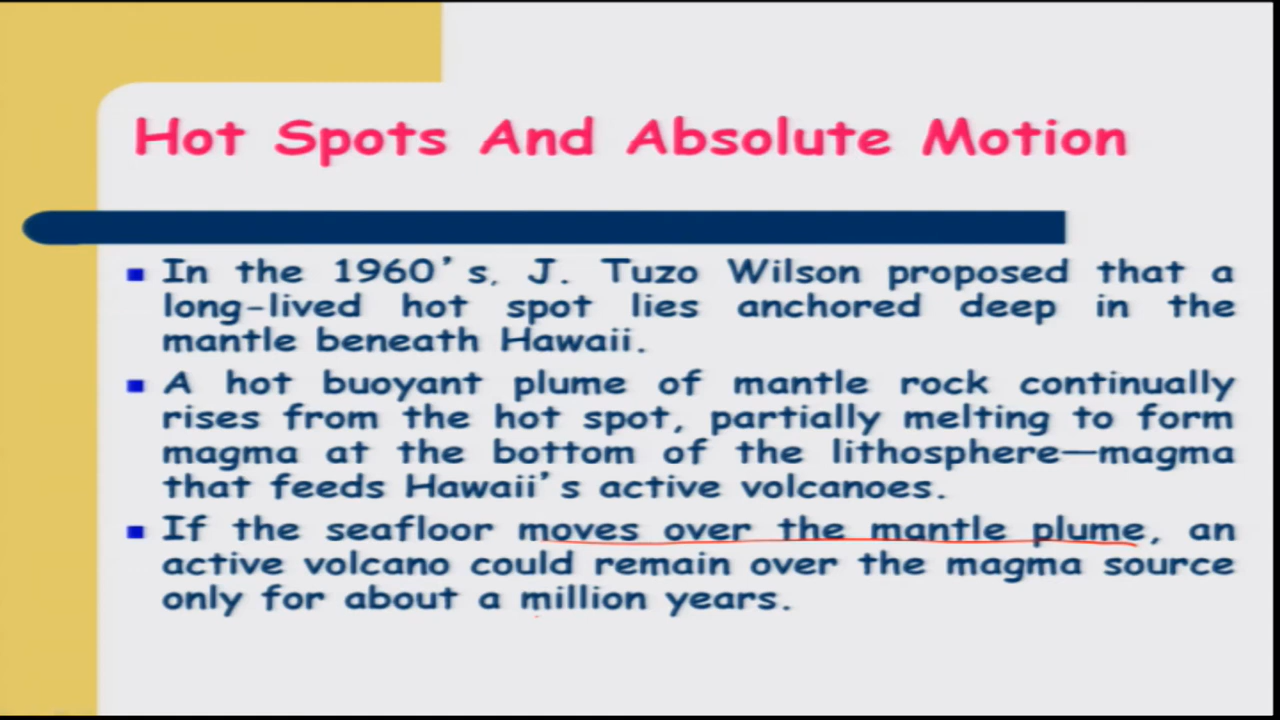 Hot Spots And Absolute Motion
In the 1960's, J. Tuzo Wilson proposed that a
long-lived hot spot lies anchored deep in the
mantle beneath Hawaii.
A hot buoyant plume of mantle rock continually
rises from the hot spot, partially melting to form
magma at the bottom of the lithosphere—magma
that feeds Hawaii's active volcanoes.
If the seafloor moves over the mantle plume, an
active volcano could remain over the magma source
only for about a million years.